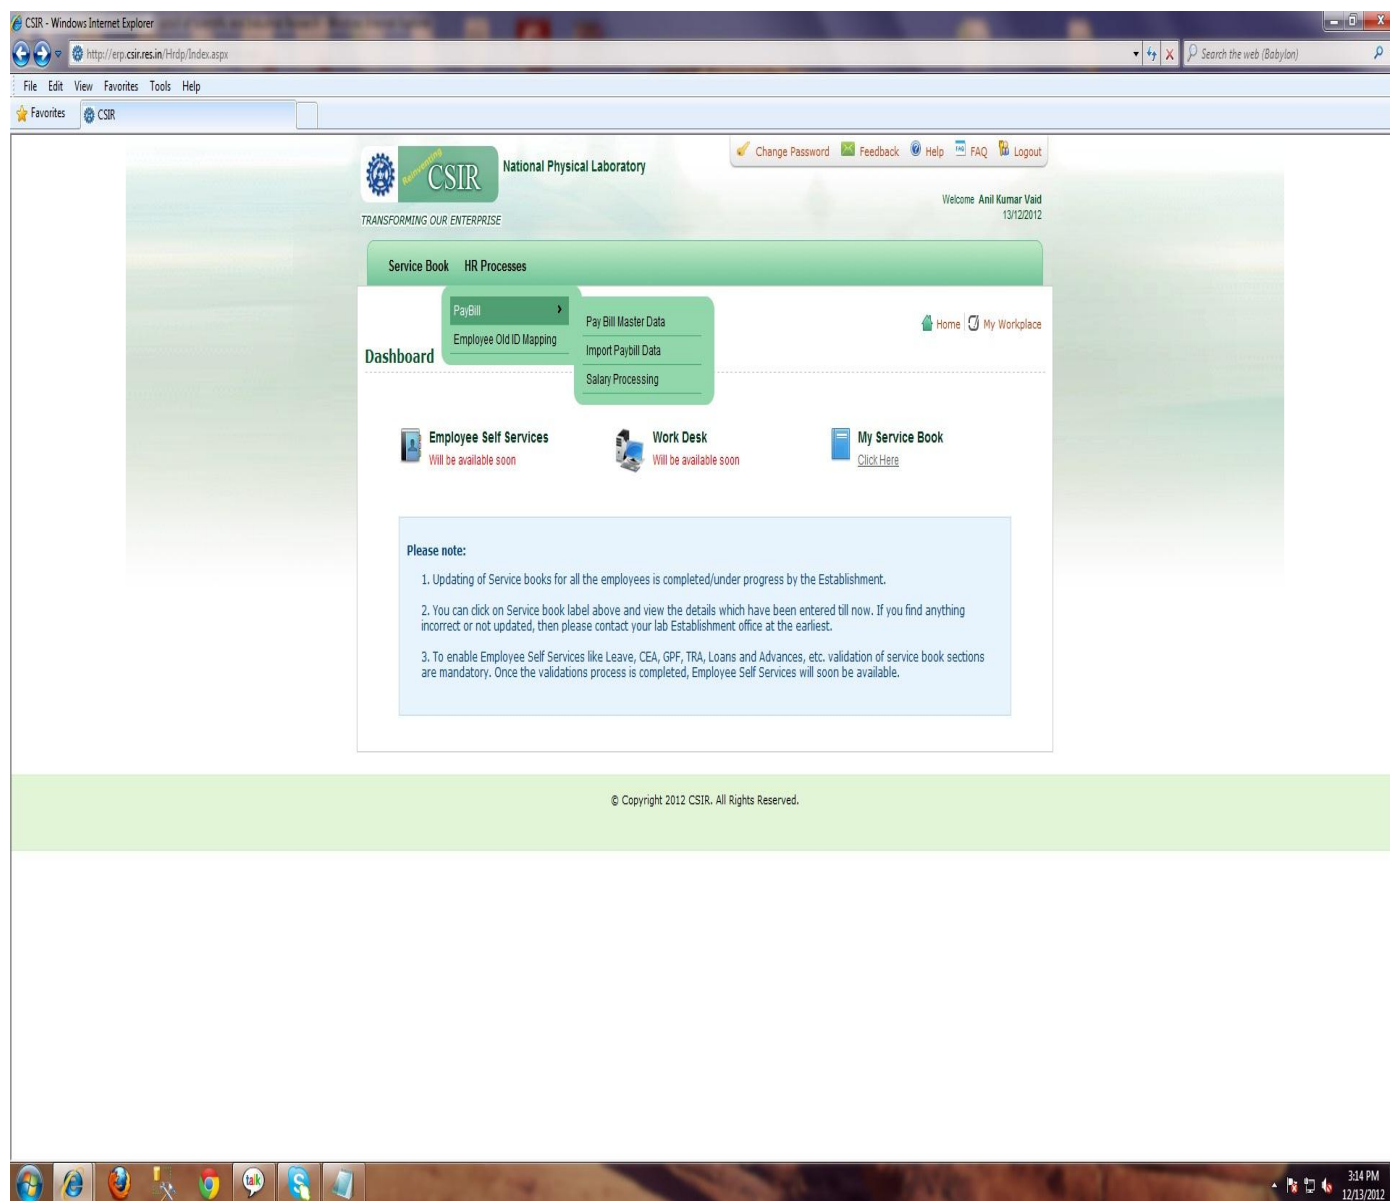 CSIR - Windows Internet Explorer
http://erp.csir.res.in/Hrdp/Index.aspx
Search the web (Babylon)
File Edit View Favorites Tools Help
Favorites CSIR
Change Password Feedback Help FAQ Logout
Reinventing
CSIR
National Physical Laboratory
TRANSFORMING OUR ENTERPRISE
Welcome Anil Kumar Vaid
13/12/2012
Service Book HR Processes
PayBill
Employee Old ID Mapping
Pay Bill Master Data
Import Paybill Data
Salary Processing
Home My Workplace
Dashboard
Employee Self Services
Will be available soon
Work Desk
Will be available soon
My Service Book
Click Here
Please note:
1. Updating of Service books for all the employees is completed/under progress by the Establishment.
2. You can click on Service book label above and view the details which have been entered till now. If you find anything
incorrect or not updated, then please contact your lab Establishment office at the earliest.
3. To enable Employee Self Services like Leave, CEA, GPF, TRA, Loans and Advances, etc. validation of service book sections
are mandatory. Once the validations process is completed, Employee Self Services will soon be available.
© Copyright 2012 CSIR. All Rights Reserved.
talk
3:14 PM
12/13/2012